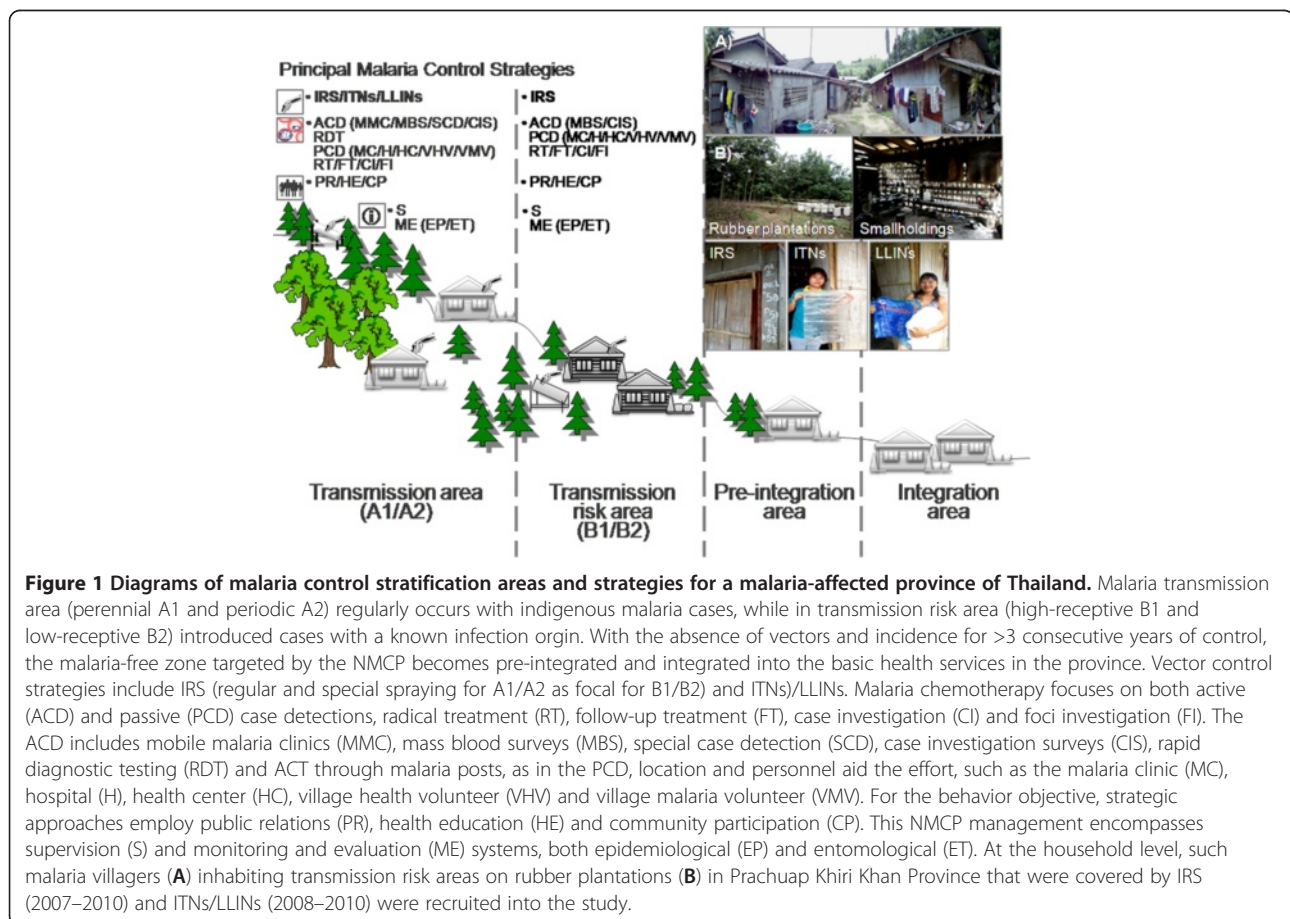 Principal Malaria Control Strategies
• IRS/ITNs/LLINs
• ACD (MMC/MBS/SCD/CIS)
RDT
PCD (MC/H/HC/VHV/VMV)
RT/FT/CI/FI
• PR/HE/CP
• S
ME (EP/ET)
• IRS
• ACD (MBS/CIS)
PCD (MC/H/HC/VHV/VMV)
RT/FT/CI/FI
• PR/HE/CP
• S
ME (EP/ET)
A)
B)
Rubber plantations
Smallholdings
IRS
ITNs
LLINs
Transmission area
(A1/A2)
Transmission
risk area
(B1/B2)
Pre-integration
area
Integration
area
Figure 1 Diagrams of malaria control stratification areas and strategies for a malaria-affected province of Thailand. Malaria transmission
area (perennial A1 and periodic A2) regularly occurs with indigenous malaria cases, while in transmission risk area (high-receptive B1 and
low-receptive B2) introduced cases with a known infection orgin. With the absence of vectors and incidence for >3 consecutive years of control,
the malaria-free zone targeted by the NMCP becomes pre-integrated and integrated into the basic health services in the province. Vector control
strategies include IRS (regular and special spraying for A1/A2 as focal for B1/B2) and ITNs)/LLINs. Malaria chemotherapy focuses on both active
(ACD) and passive (PCD) case detections, radical treatment (RT), follow-up treatment (FT), case investigation (CI) and foci investigation (FI). The
ACD includes mobile malaria clinics (MMC), mass blood surveys (MBS), special case detection (SCD), case investigation surveys (CIS), rapid
diagnostic testing (RDT) and ACT through malaria posts, as in the PCD, location and personnel aid the effort, such as the malaria clinic (MC),
hospital (H), health center (HC), village health volunteer (VHV) and village malaria volunteer (VMV). For the behavior objective, strategic
approaches employ public relations (PR), health education (HE) and community participation (CP). This NMCP management encompasses
supervision (S) and monitoring and evaluation (ME) systems, both epidemiological (EP) and entomological (ET). At the household level, such
malaria villagers (A) inhabiting transmission risk areas on rubber plantations (B) in Prachuap Khiri Khan Province that were covered by IRS
(2007–2010) and ITNs/LLINs (2008–2010) were recruited into the study.